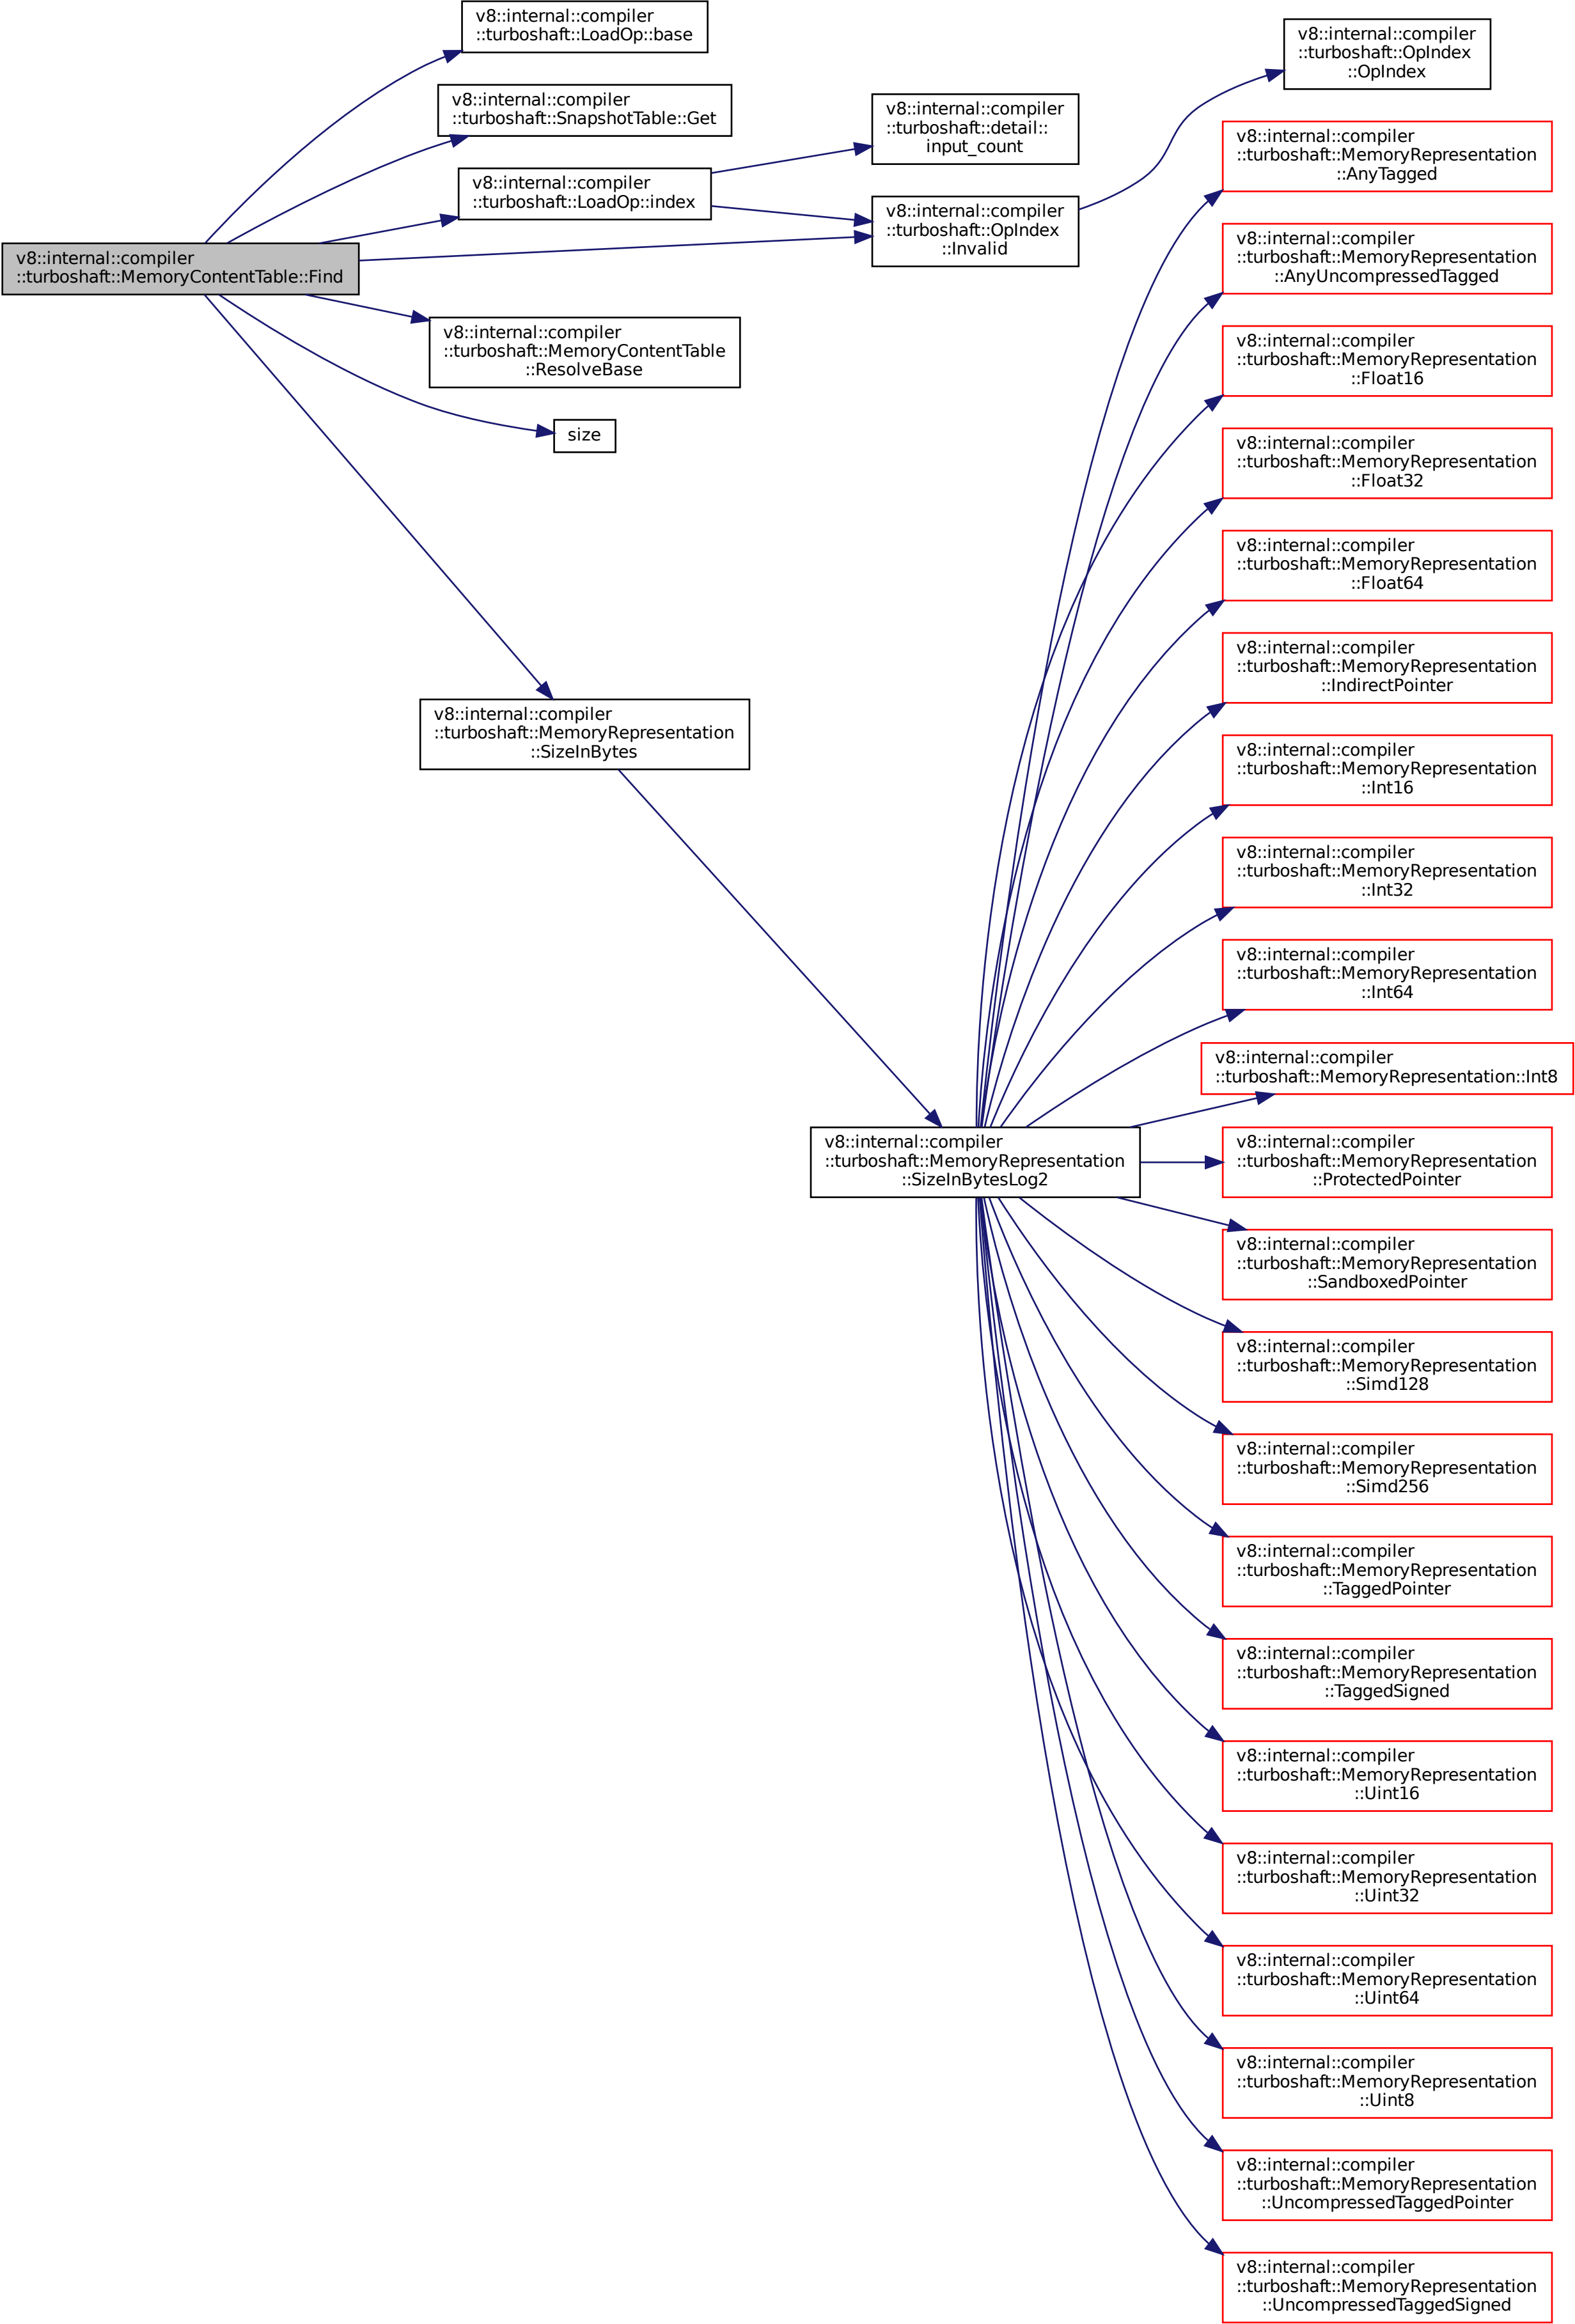 v8::internal::compiler
::turboshaft::MemoryContentTable::Find
v8::internal::compiler
::turboshaft::LoadOp::base
v8::internal::compiler
::turboshaft::SnapshotTable::Get
v8::internal::compiler
::turboshaft::LoadOp::index
v8::internal::compiler
::turboshaft::detail::
input_count
v8::internal::compiler
::turboshaft::OpIndex
::Invalid
v8::internal::compiler
::turboshaft::OpIndex
::OpIndex
v8::internal::compiler
::turboshaft::MemoryContentTable
::ResolveBase
size
v8::internal::compiler
::turboshaft::MemoryRepresentation
::SizeInBytes
v8::internal::compiler
::turboshaft::MemoryRepresentation
::SizeInBytesLog2
v8::internal::compiler
::turboshaft::MemoryRepresentation
::AnyTagged
v8::internal::compiler
::turboshaft::MemoryRepresentation
::AnyUncompressedTagged
v8::internal::compiler
::turboshaft::MemoryRepresentation
::Float16
v8::internal::compiler
::turboshaft::MemoryRepresentation
::Float32
v8::internal::compiler
::turboshaft::MemoryRepresentation
::Float64
v8::internal::compiler
::turboshaft::MemoryRepresentation
::IndirectPointer
v8::internal::compiler
::turboshaft::MemoryRepresentation
::Int16
v8::internal::compiler
::turboshaft::MemoryRepresentation
::Int32
v8::internal::compiler
::turboshaft::MemoryRepresentation
::Int64
v8::internal::compiler
::turboshaft::MemoryRepresentation::Int8
v8::internal::compiler
::turboshaft::MemoryRepresentation
::ProtectedPointer
v8::internal::compiler
::turboshaft::MemoryRepresentation
::SandboxedPointer
v8::internal::compiler
::turboshaft::MemoryRepresentation
::Simd128
v8::internal::compiler
::turboshaft::MemoryRepresentation
::Simd256
v8::internal::compiler
::turboshaft::MemoryRepresentation
::TaggedPointer
v8::internal::compiler
::turboshaft::MemoryRepresentation
::TaggedSigned
v8::internal::compiler
::turboshaft::MemoryRepresentation
::Uint16
v8::internal::compiler
::turboshaft::MemoryRepresentation
::Uint32
v8::internal::compiler
::turboshaft::MemoryRepresentation
::Uint64
v8::internal::compiler
::turboshaft::MemoryRepresentation
::Uint8
v8::internal::compiler
::turboshaft::MemoryRepresentation
::UncompressedTaggedPointer
v8::internal::compiler
::turboshaft::MemoryRepresentation
::UncompressedTaggedSigned